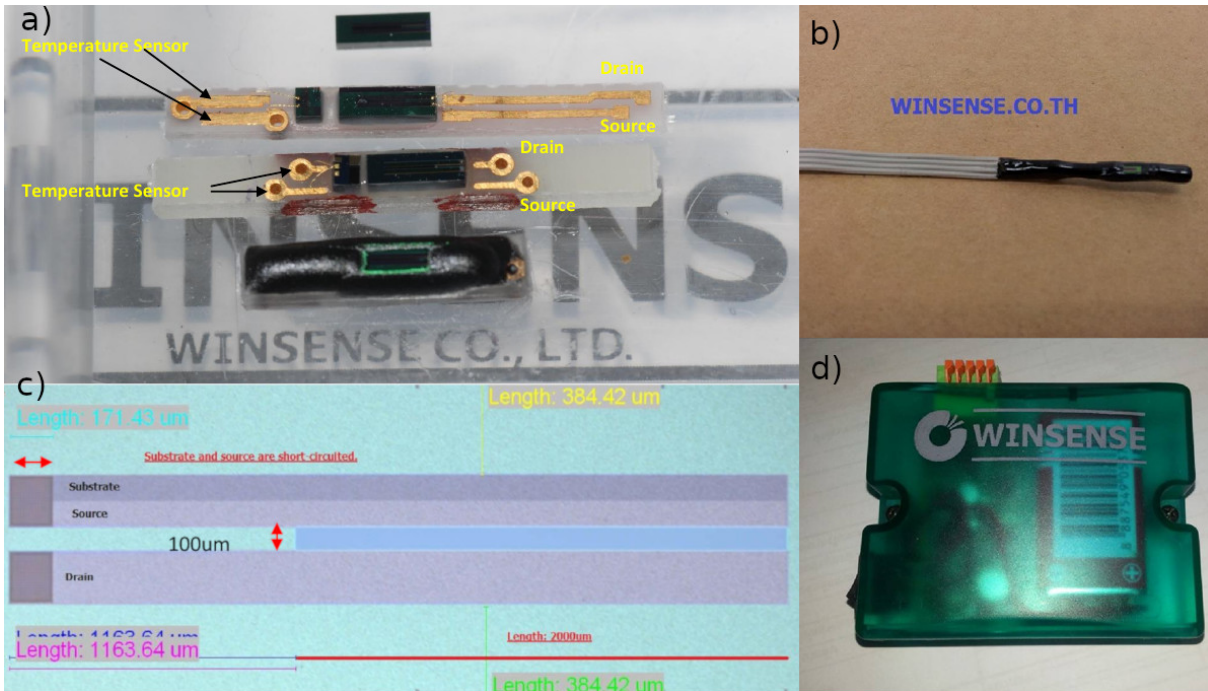 a)
Temperature Sensor
Drain
Source
Drain
Temperature Sensor
Source
WINSENSE CO., LTD.
b)
WINSENSE.CO.TH
c)
Length: 384.42 um
Length: 171.43 um
Substrate and source are short-circuited.
Substrate
Source
100um
Drain
Length: 1163.64 um
Length: 2000um
Length: 1163.64 um
Length: 384.42 um
d)
WINSENSE